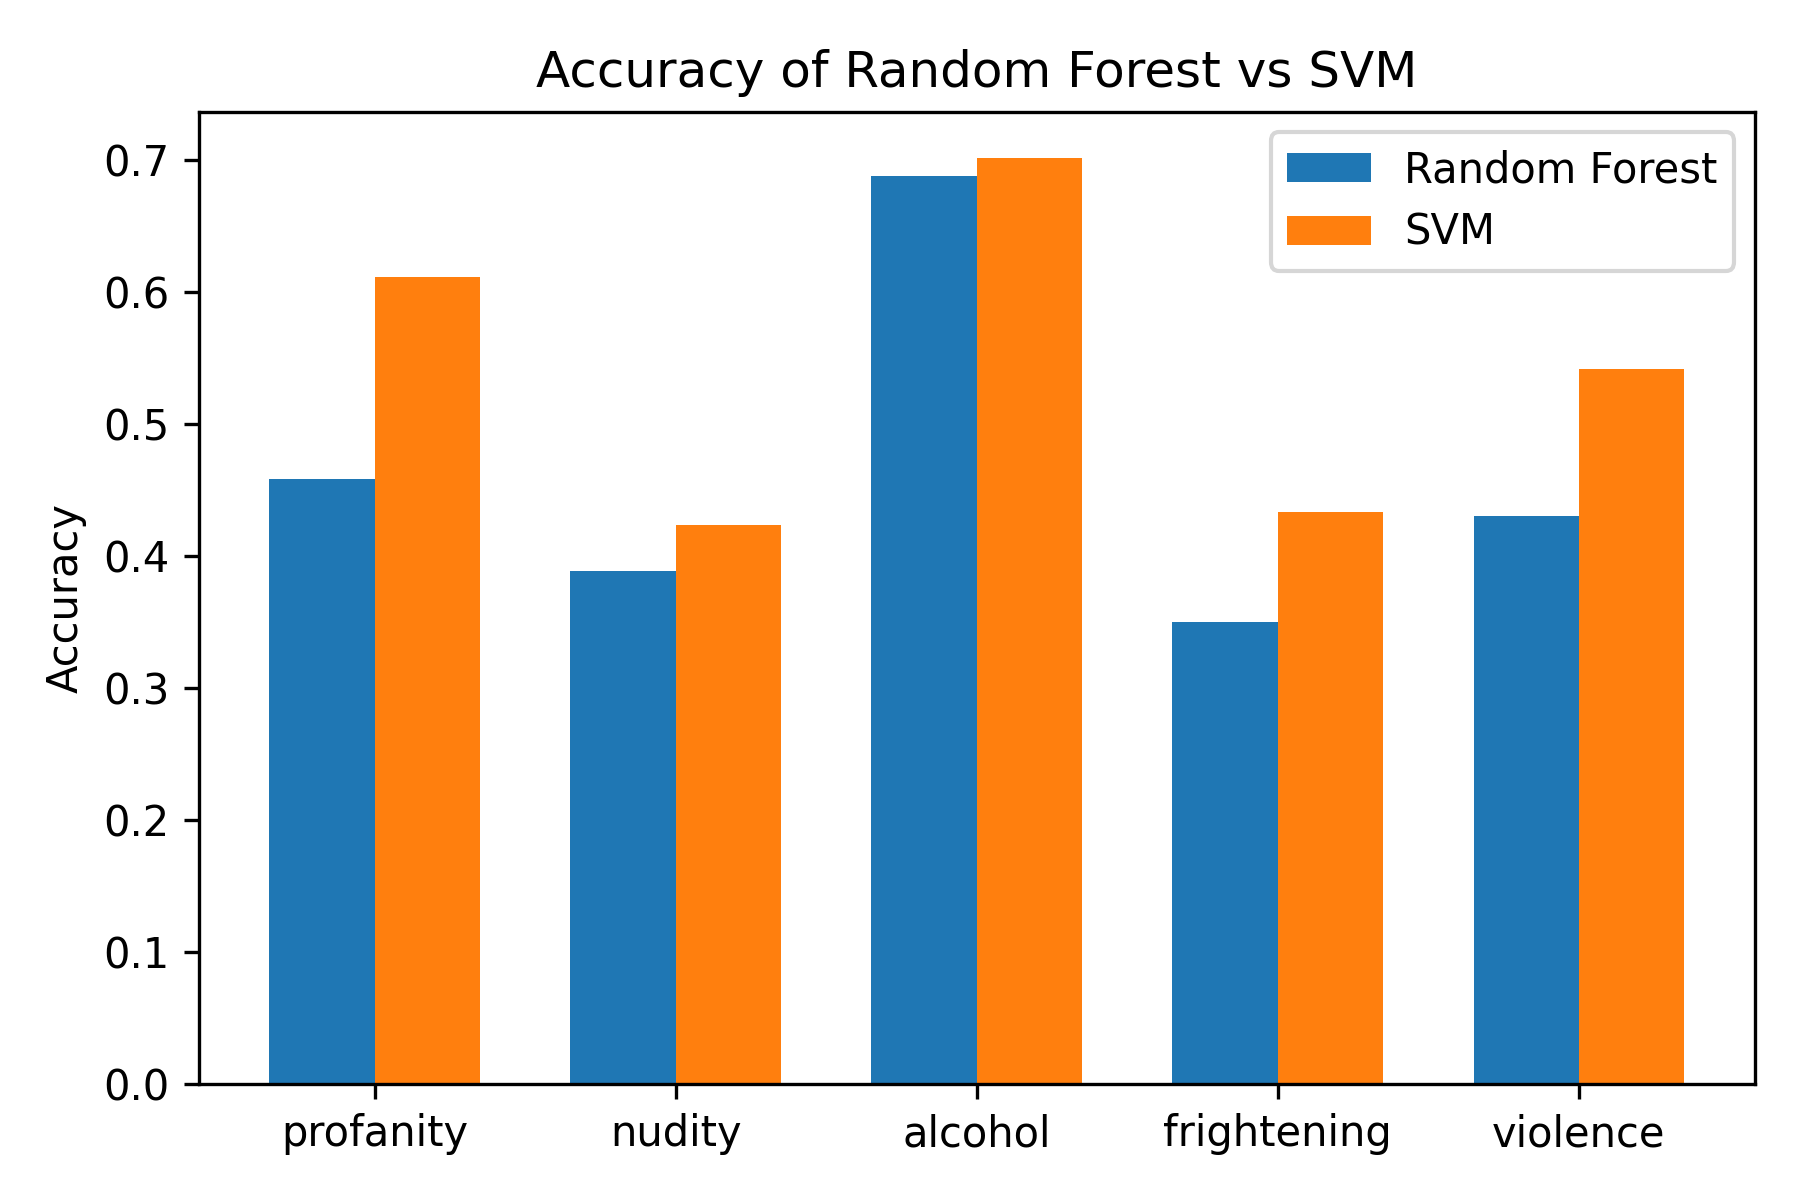 Accuracy of Random Forest vs SVM
Random Forest
SVM
Accuracy
0.7
0.6
0.5
0.4
0.3
0.2
0.1
0.0
profanity
nudity
alcohol
frightening
violence